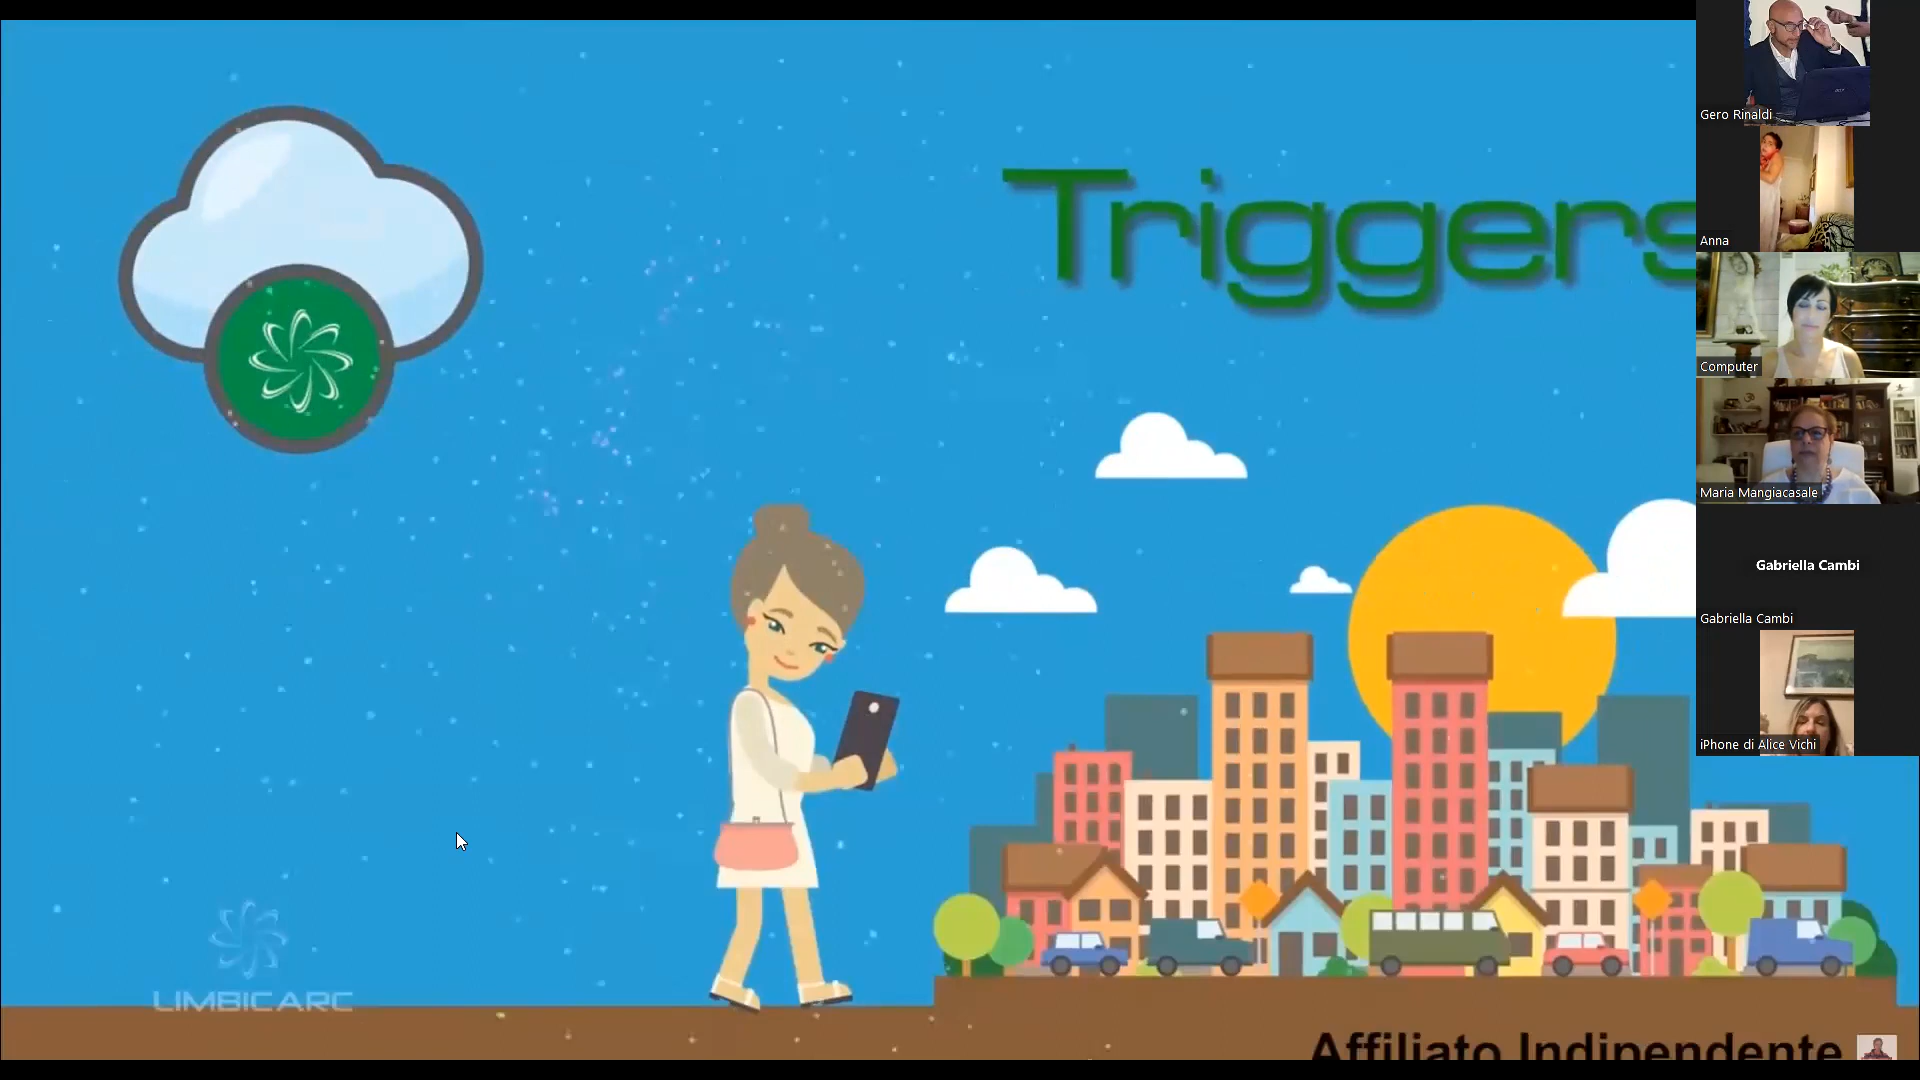 Triggers
LIMBICARC
Affiliato Indipendente
Gero Rinaldi
Anna
Computer
Maria Mangiacasale
Gabriella Cambi
Gabriella Cambi
iPhone di Alice Vichi